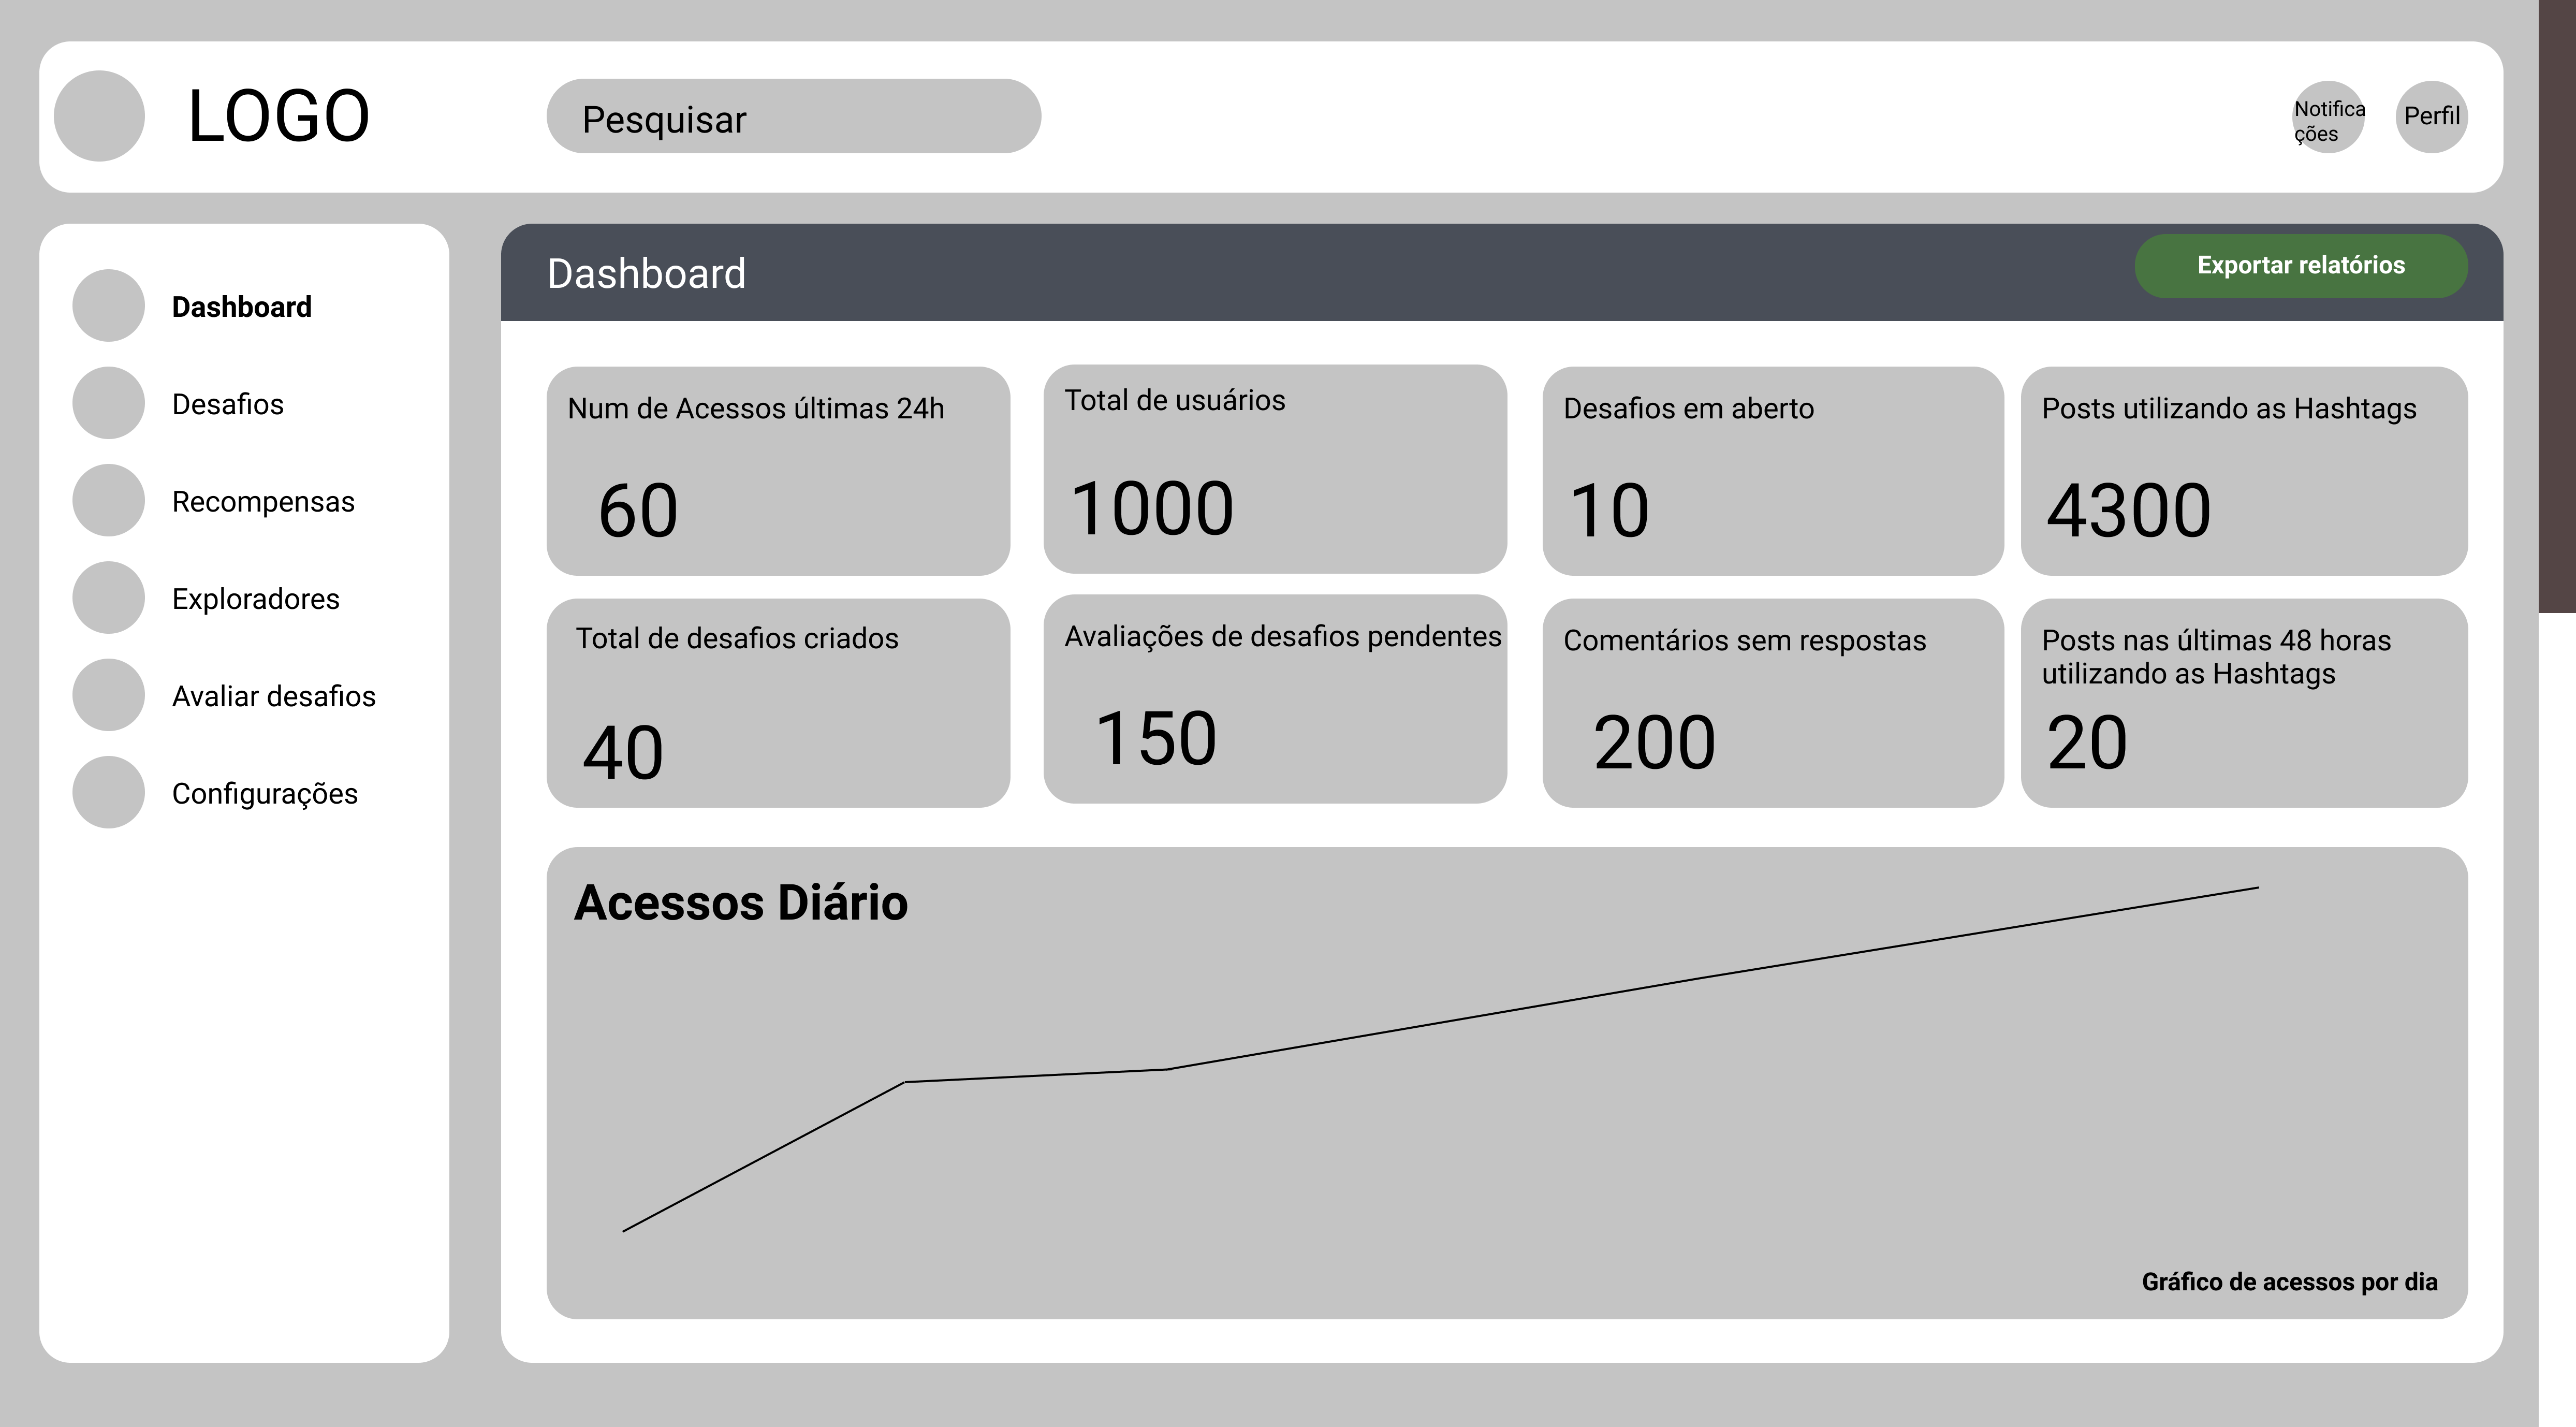 LOGO
Pesquisar
Notifica
ções
Perfil
Dashboard
Desafios
Recompensas
Exploradores
Avaliar desafios
Configurações
Dashboard
Exportar relatórios
Num de Acessos últimas 24h
60
Total de usuários
1000
Desafios em aberto
10
Posts utilizando as Hashtags
4300
Total de desafios criados
40
Avaliações de desafios pendentes
150
Comentários sem respostas
200
Posts nas últimas 48 horas
utilizando as Hashtags
20
Acessos Diário
Gráfico de acessos por dia